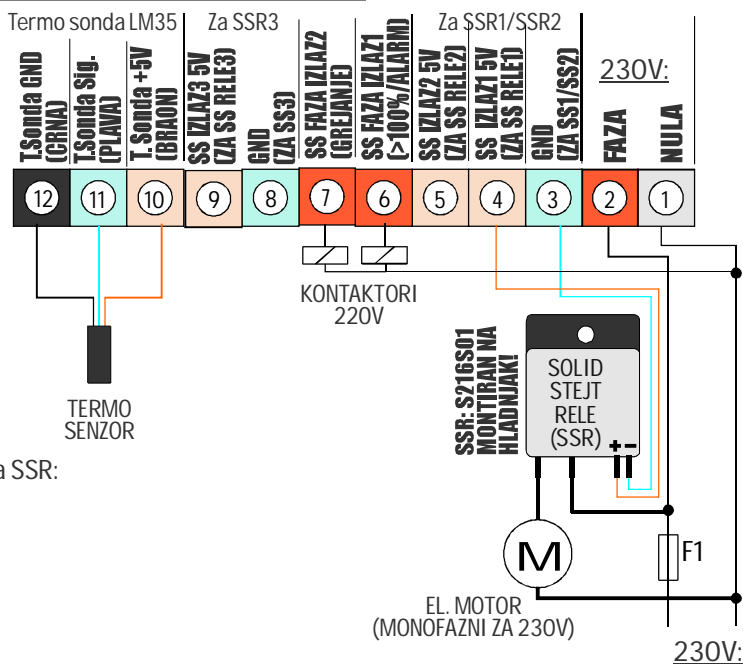 Termo sonda LM35
Za SSR3
Za SSR1/SSR2
230V:
T.Sonda GND
(CRNA)
T.Sonda Sig.
(PLAVA)
T. Sonda +5V
(BRAON)
SS IZLAZ3 5V
(ZA SS RELE3)
GND
(ZA SS3)
SS FAZA IZLAZ2
(GREJANJE)
SS FAZA IZLAZ1
(>100%/ALARM)
SS IZLAZ2 5V
(ZA SS RELE2)
SS IZLAZ1 5V
(ZA SS RELE1)
GND
(ZA SS1/SS2)
FAZA
NULA
12
11
10
9
8
7
6
5
4
3
2
1
KONTAKTORI
220V
TERMO
SENZOR
SSR: S216S01
MONTIRAN NA
HLADNJAK!
SOLID
STEJT
RELE
(SSR)
+ -
a SSR:
M
F1
EL. MOTOR
(MONOFAZNI ZA 230V)
230V: